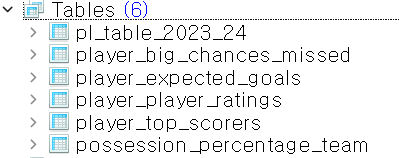 Tables (6)
pl_table_2023_24
player_big_chances_missed
player_expected_goals
player_player_ratings
player_top_scorers
possession_percentage_team